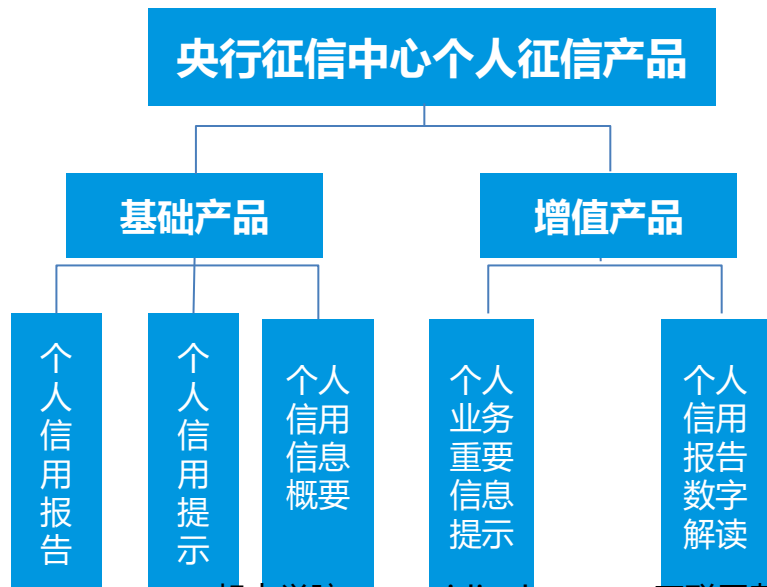 央行征信中心个人征信产品
基础产品
增值产品
个
人
信
用
报
告
个
人
信
用
提
示
个人
信用
信息
概要
个人
业务
重要
信息
提示
个人
信用
报告
数字
解读